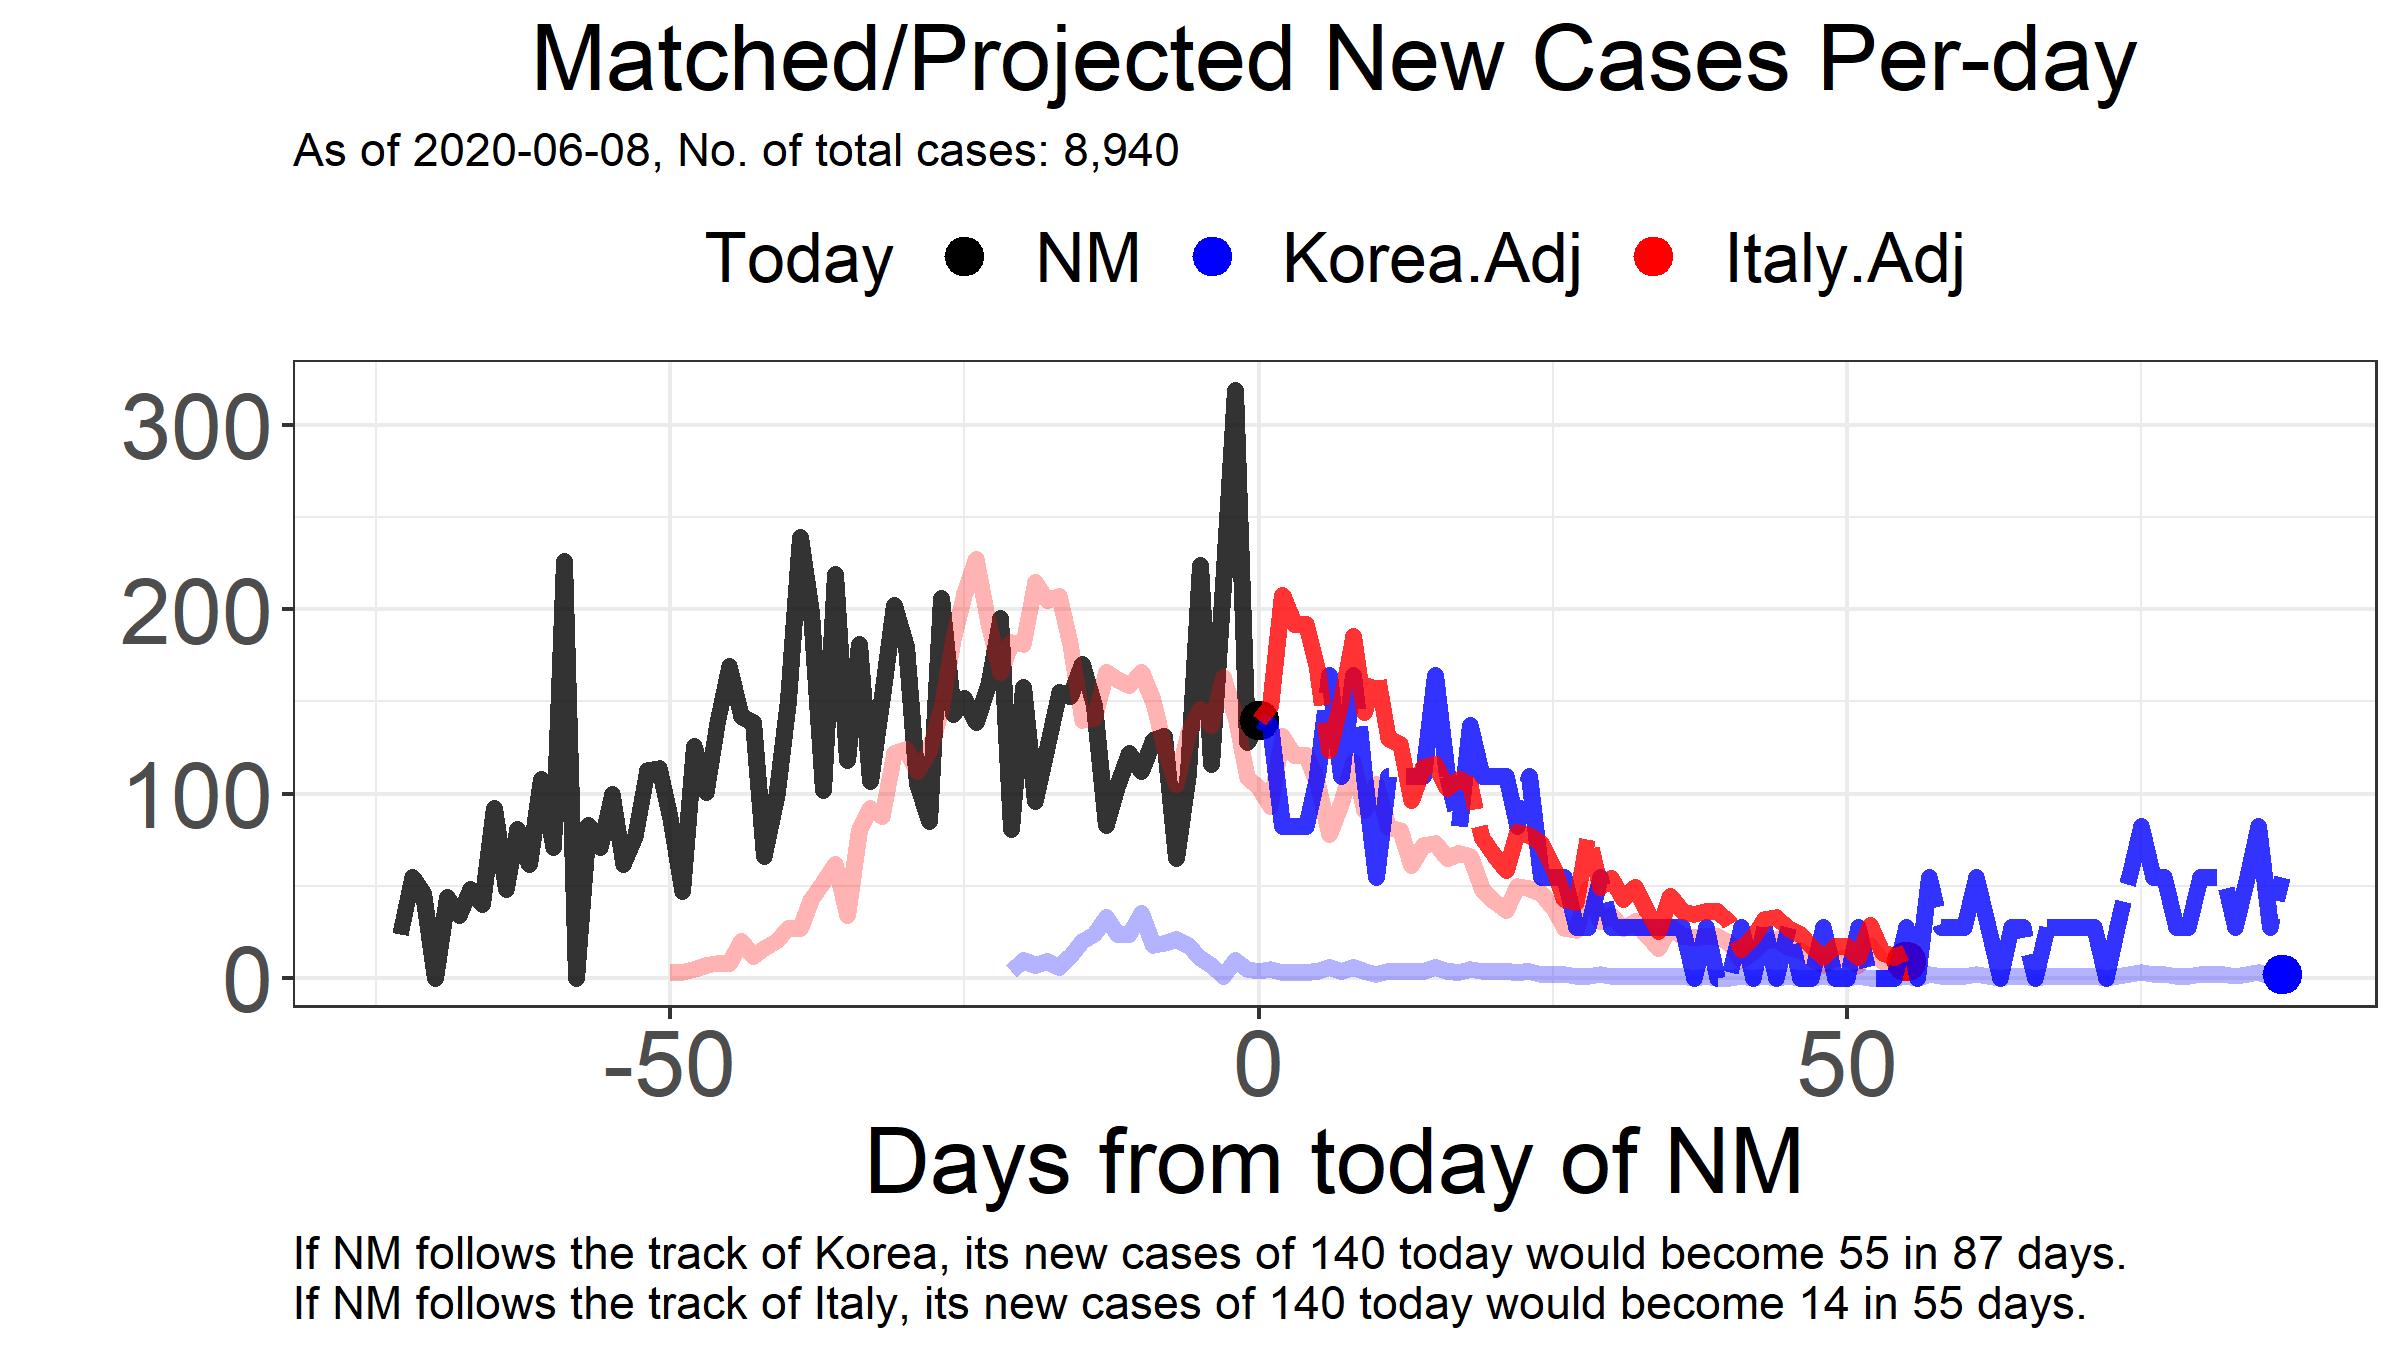 Matched/Projected New Cases Per-day
As of 2020-06-08, No. of total cases: 8,940
Today NM Korea.Adj Italy.Adj
300
200
100
0
-50 0 50
Days from today of NM
If NM follows the track of Korea, its new cases of 140 today would become 55 in 87 days.
If NM follows the track of Italy, its new cases of 140 today would become 14 in 55 days.